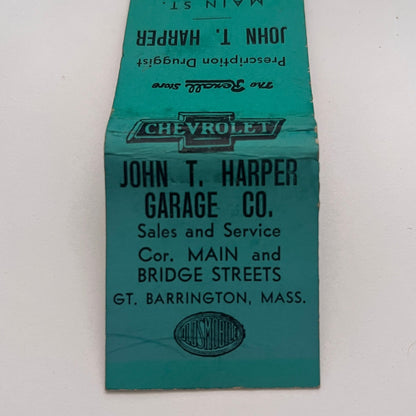 MAIN ST.
JOHN T. HARPER
Prescription Druggist
The Rexall Store
CHEVROLET
JOHN T. HARPER
GARAGE CO.
Sales and Service
Cor. MAIN and
BRIDGE STREETS
GT. BARRINGTON, MASS.
OLDSMOBILE